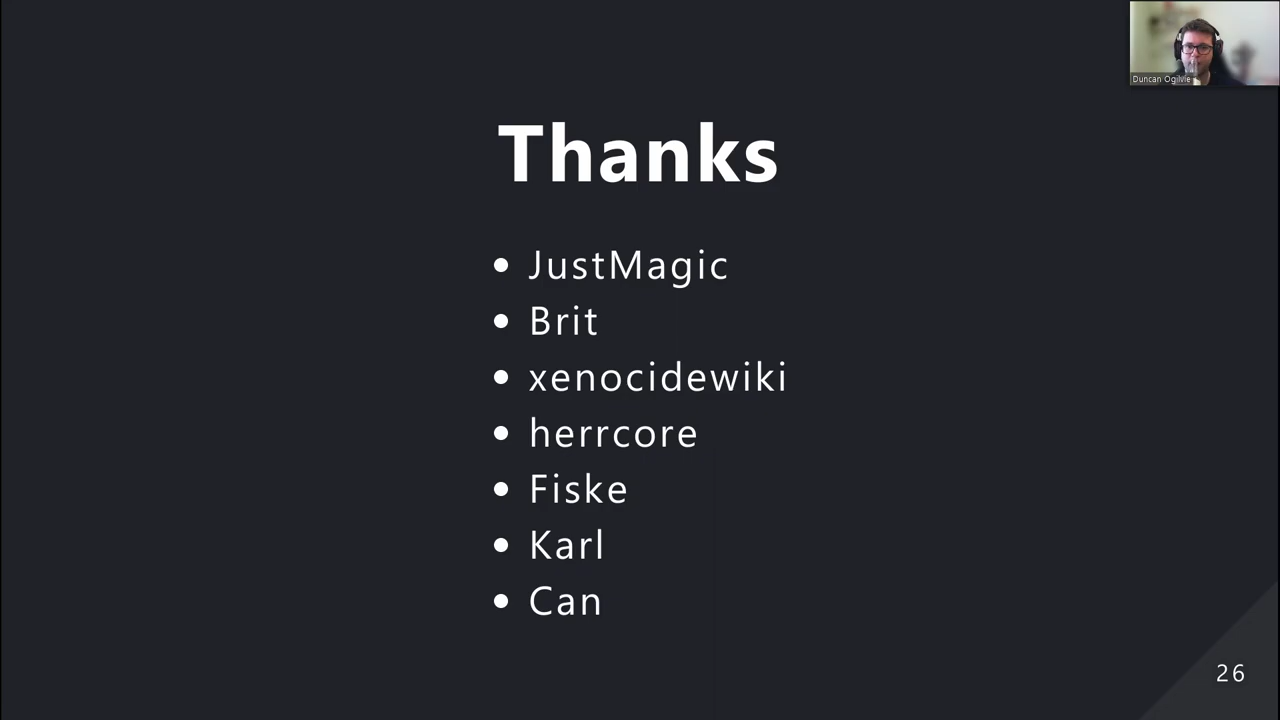 Duncan Ogilvie
Thanks
• JustMagic
• Brit
• xenocidewiki
• herrcore
• Fiske
• Karl
• Can
26